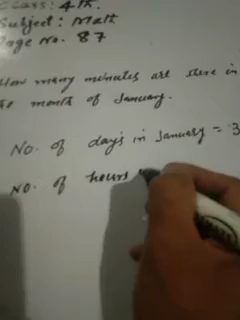 Class: 4th.
Subject: Math
Page No. 87
How many minutes are there in
the month of January.
No. of days in January = 3
No. of hours